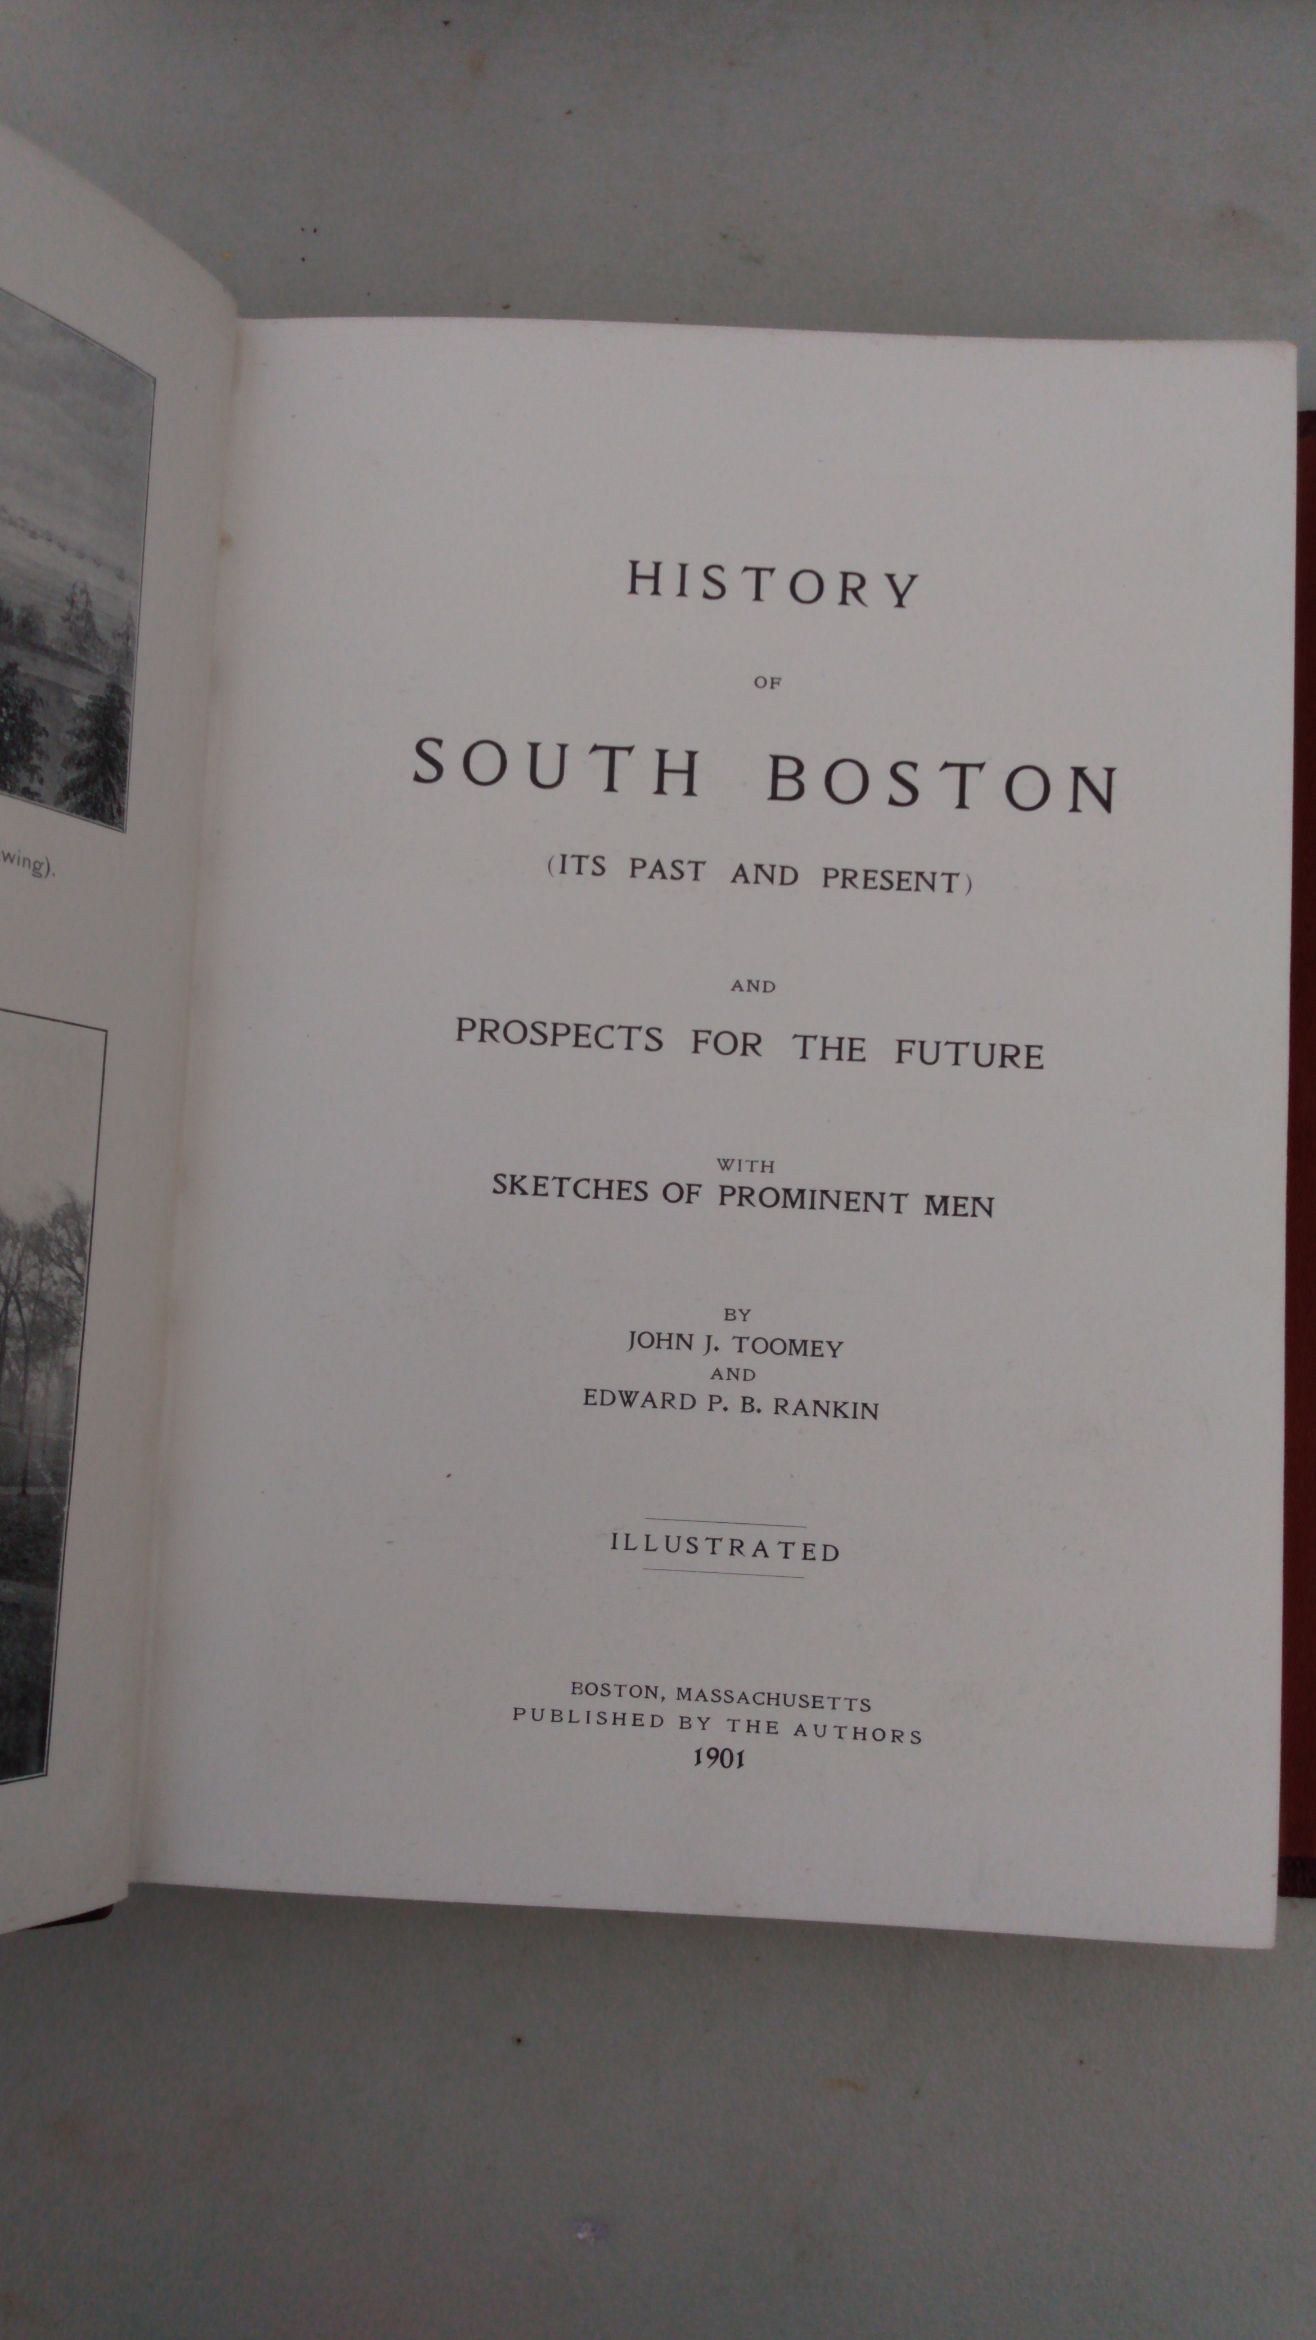 wing).
HISTORY
OF
SOUTH BOSTON
(ITS PAST AND PRESENT)
AND
PROSPECTS FOR THE FUTURE
WITH
SKETCHES OF PROMINENT MEN
BY
JOHN J. TOOMEY
AND
EDWARD P. B. RANKIN
ILLUSTRATED
BOSTON, MASSACHUSETTS
PUBLISHED BY THE AUTHORS
1901